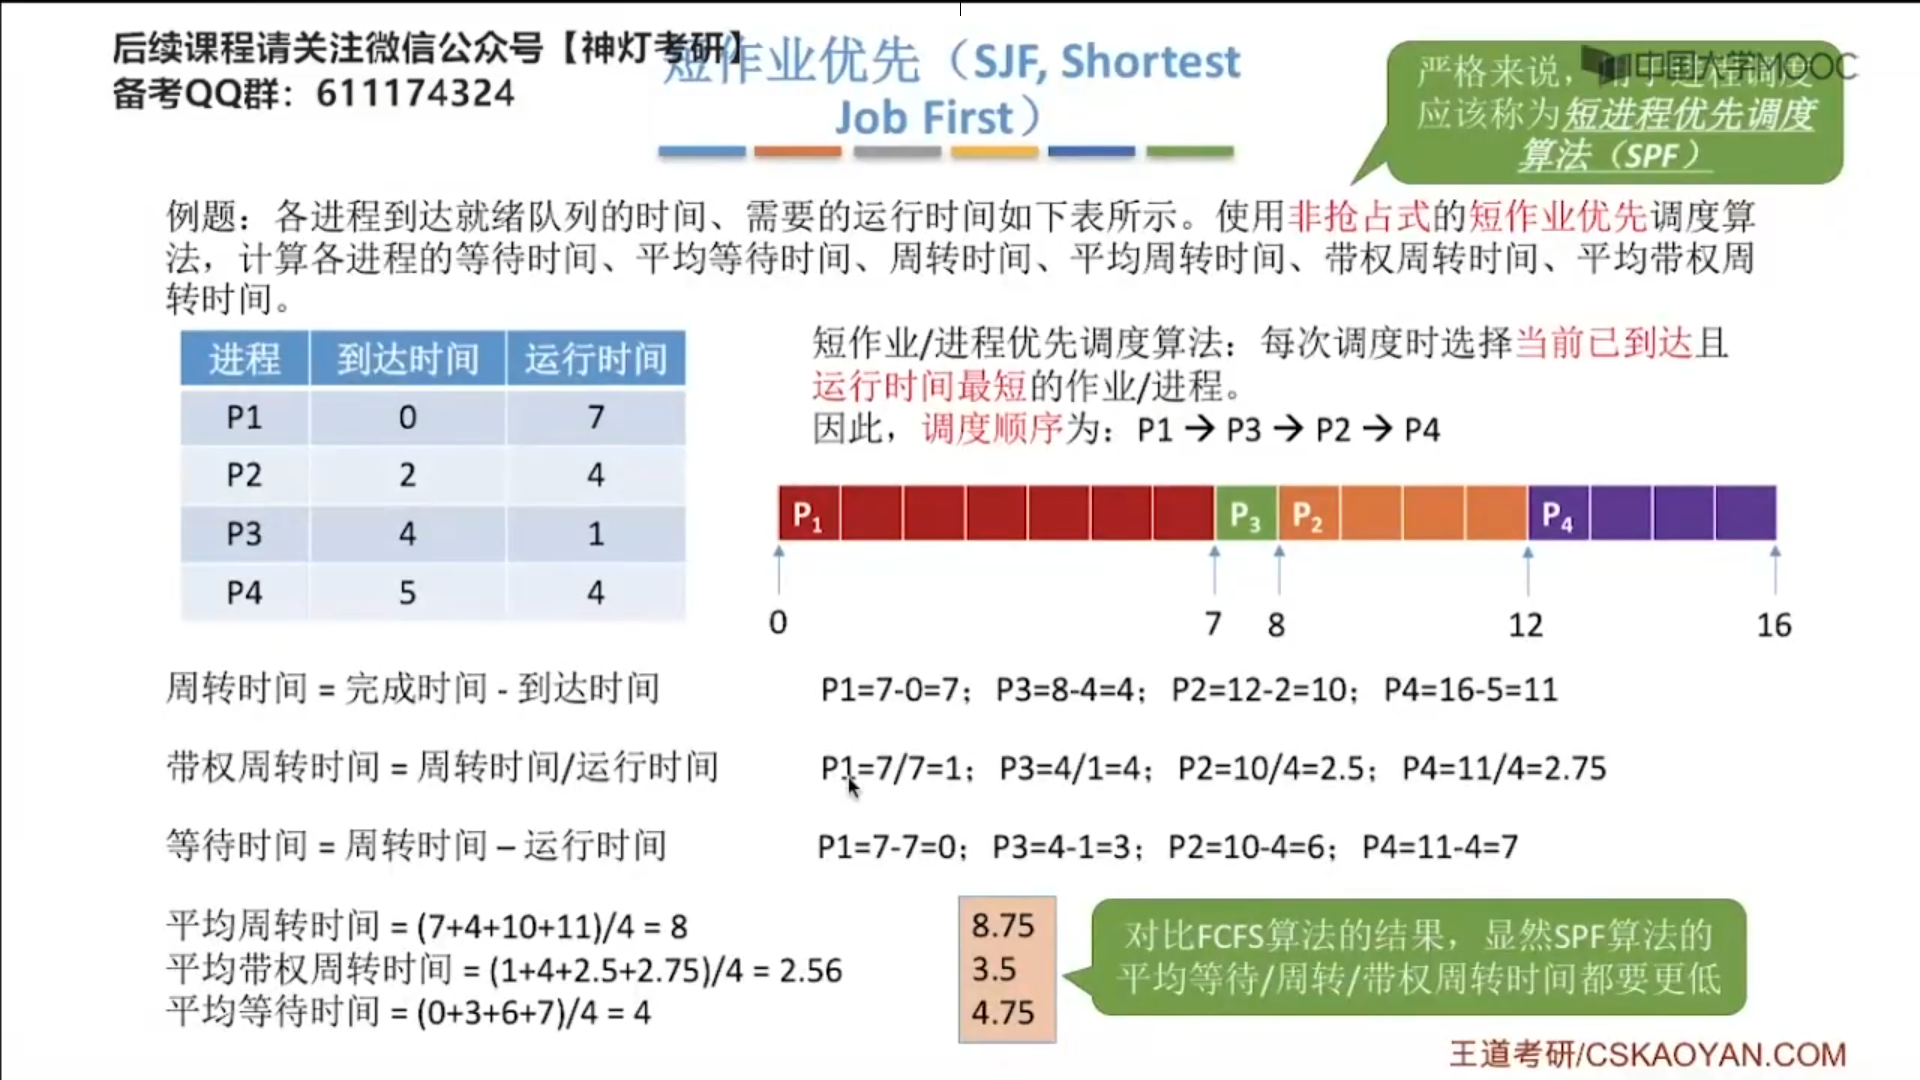 后续课程请关注微信公众号【神灯考研】
备考QQ群：611174324
短作业优先（SJF, Shortest
Job First）
中国大学MOOC
严格来说，用于进程调度
应该称为短进程优先调度
算法（SPF）
例题：各进程到达就绪队列的时间、需要的运行时间如下表所示。使用非抢占式的短作业优先调度算
法，计算各进程的等待时间、平均等待时间、周转时间、平均周转时间、带权周转时间、平均带权周
转时间。
进程 到达时间 运行时间
P1 0 7
P2 2 4
P3 4 1
P4 5 4
短作业/进程优先调度算法：每次调度时选择当前已到达且
运行时间最短的作业/进程。
因此，调度顺序为：P1 → P3 → P2 → P4
P1 P3 P2 P4
0 7 8 12 16
周转时间 = 完成时间 - 到达时间 P1=7-0=7；P3=8-4=4；P2=12-2=10；P4=16-5=11
带权周转时间 = 周转时间/运行时间 P1=7/7=1；P3=4/1=4；P2=10/4=2.5；P4=11/4=2.75
等待时间 = 周转时间 – 运行时间 P1=7-7=0；P3=4-1=3；P2=10-4=6；P4=11-4=7
平均周转时间 = (7+4+10+11)/4 = 8
平均带权周转时间 = (1+4+2.5+2.75)/4 = 2.56
平均等待时间 = (0+3+6+7)/4 = 4
8.75
3.5
4.75
对比FCFS算法的结果，显然SPF算法的
平均等待/周转/带权周转时间都要更低
王道考研/CSKAOYAN.COM